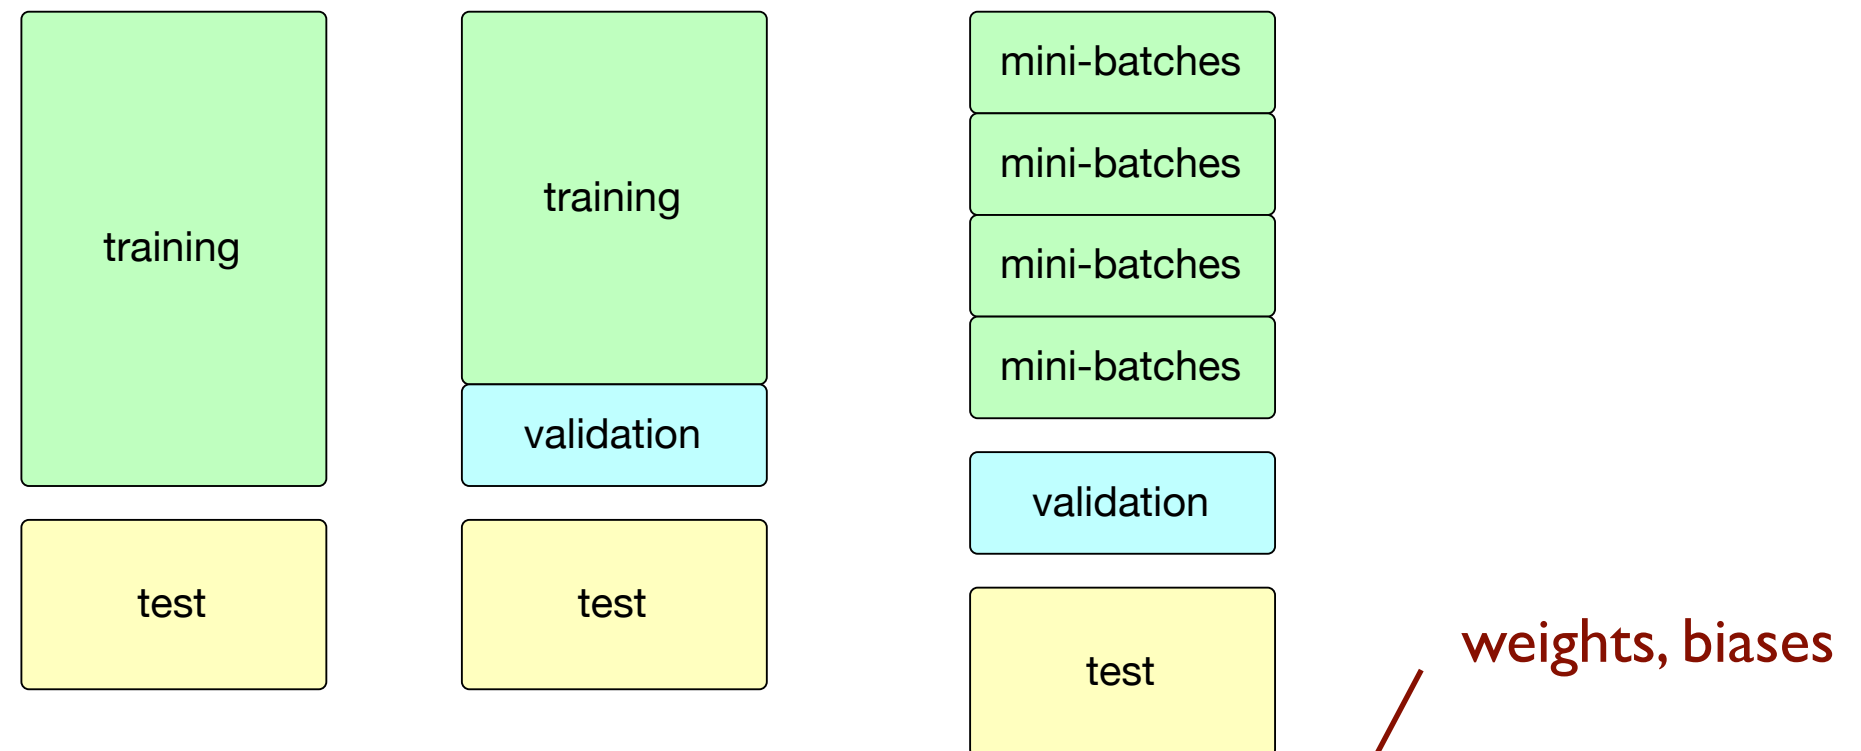 training
test
training
validation
test
mini-batches
mini-batches
mini-batches
mini-batches
validation
test
weights, biases